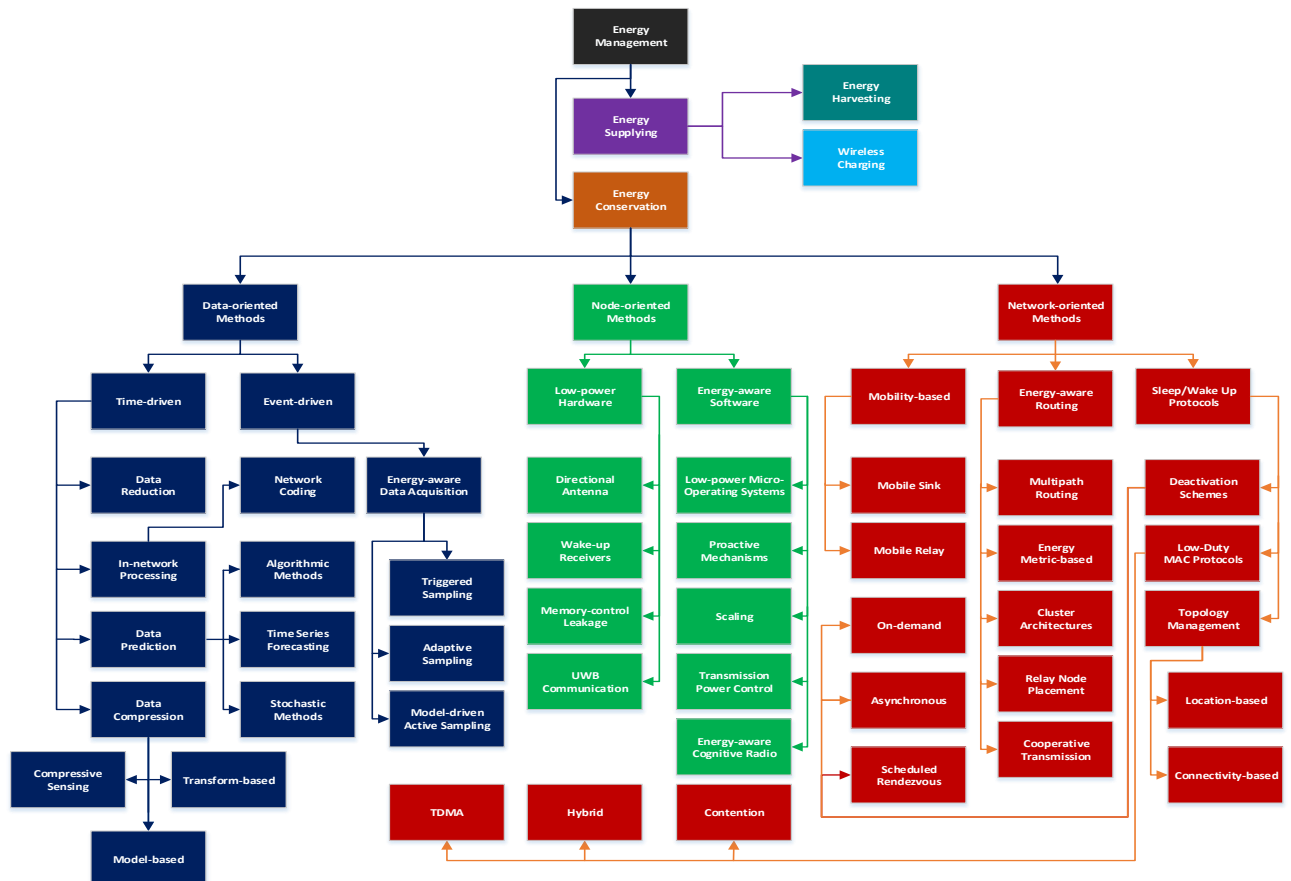 Energy
Management
Energy
Supplying
Energy
Harvesting
Wireless
Charging
Energy
Conservation
Data-oriented
Methods
Node-oriented
Methods
Network-oriented
Methods
Time-driven
Event-driven
Low-power
Hardware
Energy-aware
Software
Mobility-based
Energy-aware
Routing
Sleep/Wake Up
Protocols
Data
Reduction
Network
Coding
Energy-aware
Data Acquisition
Directional
Antenna
Low-power Micro-
Operating Systems
Mobile Sink
Multipath
Routing
Deactivation
Schemes
In-network
Processing
Algorithmic
Methods
Triggered
Sampling
Wake-up
Receivers
Proactive
Mechanisms
Mobile Relay
Energy
Metric-based
Low-Duty
MAC Protocols
Data
Prediction
Time Series
Forecasting
Adaptive
Sampling
Memory-control
Leakage
Scaling
On-demand
Cluster
Architectures
Topology
Management
Data
Compression
Stochastic
Methods
Model-driven
Active Sampling
UWB
Communication
Transmission
Power Control
Asynchronous
Relay Node
Placement
Location-based
Compressive
Sensing
Transform-based
Energy-aware
Cognitive Radio
Scheduled
Rendezvous
Cooperative
Transmission
Connectivity-based
Model-based
TDMA
Hybrid
Contention